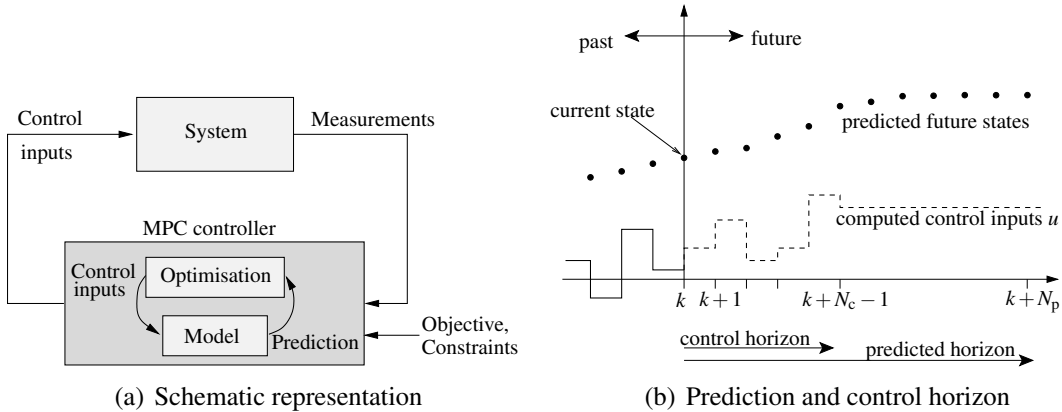 Control
inputs
System
Measurements
MPC controller
Control
inputs
Optimisation
Model
Prediction
Objective,
Constraints
(a) Schematic representation
past
future
current state
predicted future states
computed control inputs u
k
k+1
k+N_c−1
k+N_p
control horizon
predicted horizon
(b) Prediction and control horizon